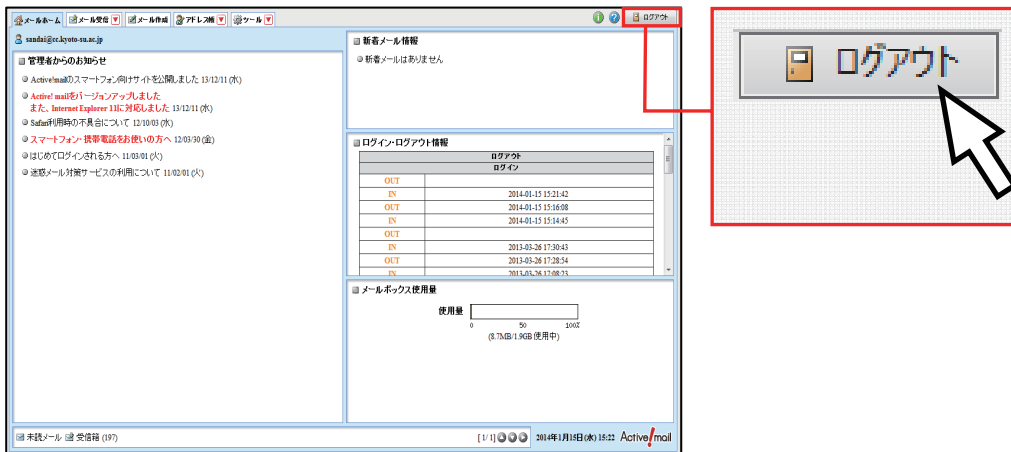 メールホーム メール受信 メール作成 アドレス帳 ツール ログアウト
sandai@cc.kyoto-su.ac.jp
管理者からのお知らせ
Active!mailのスマートフォン向けサイトを公開しました 13/12/11 (水)
Active! mailをバージョンアップしました
また、Internet Explorer 11に対応しました 13/12/11 (水)
Safari利用時の不具合について 12/10/03 (水)
スマートフォン・携帯電話をお使いの方へ 12/03/30 (金)
はじめてログインされる方へ 11/03/01 (火)
迷惑メール対策サービスの利用について 11/02/01 (火)
新着メール情報
新着メールはありません
ログイン・ログアウト情報
ログアウト
ログイン
OUT
IN 2014-01-15 15:21:42
OUT 2014-01-15 15:16:08
IN 2014-01-15 15:14:45
OUT
IN 2013-03-26 17:30:43
OUT 2013-03-26 17:28:54
IN 2013-03-26 17:08:23
メールボックス使用量
使用量
0 50 100%
(8.7MB/1.9GB 使用中)
未読メール 受信箱 (197)
[ 1/ 1] 2014年1月15日(水) 15:22 Active!mail
ログアウト